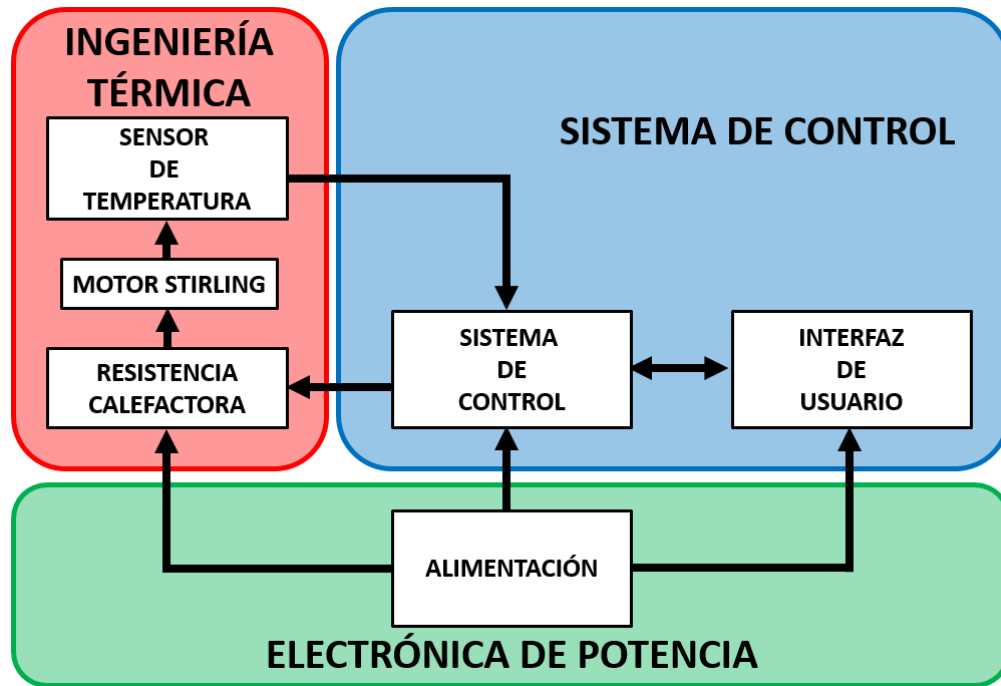 INGENIERÍA
TÉRMICA
SENSOR
DE
TEMPERATURA
MOTOR STIRLING
RESISTENCIA
CALEFACTORA
SISTEMA DE CONTROL
SISTEMA
DE
CONTROL
INTERFAZ
DE
USUARIO
ALIMENTACIÓN
ELECTRÓNICA DE POTENCIA